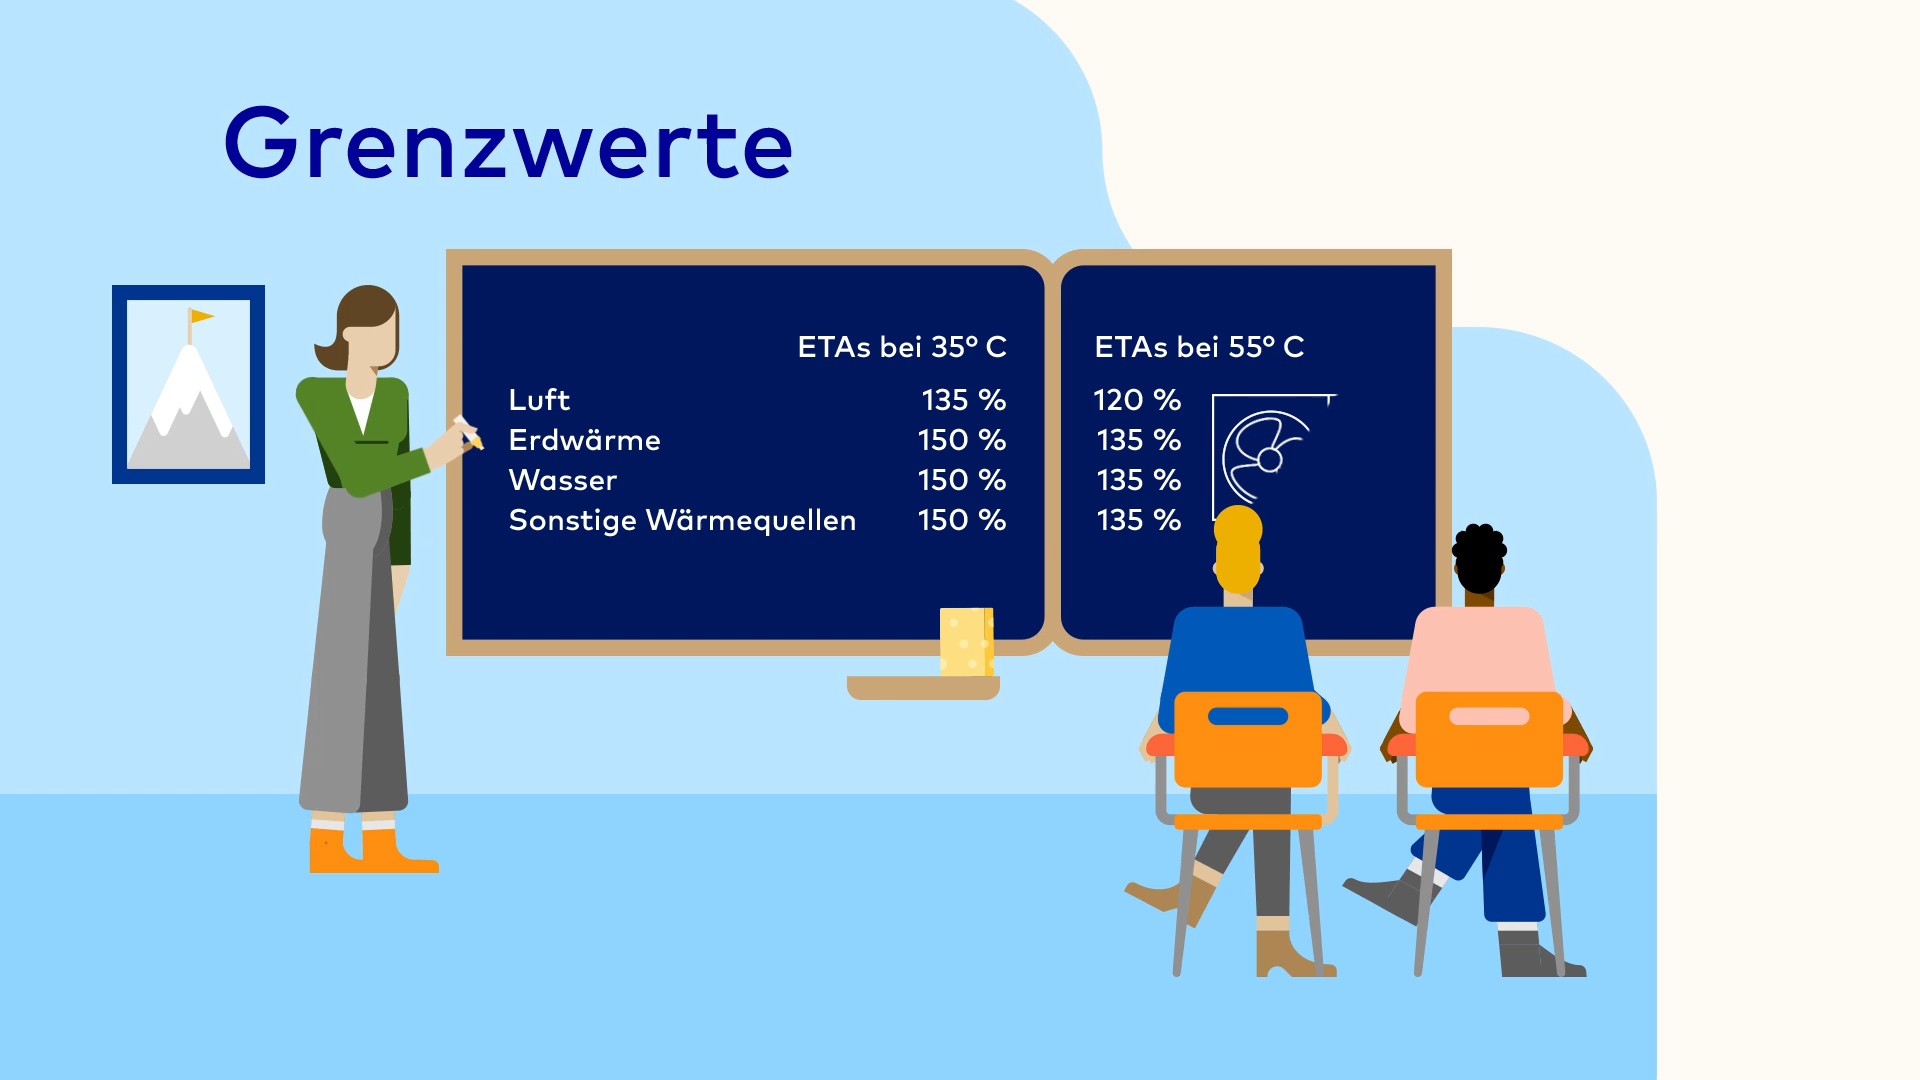 Grenzwerte
ETAs bei 35° C ETAs bei 55° C
Luft 135 % 120 %
Erdwärme 150 % 135 %
Wasser 150 % 135 %
Sonstige Wärmequellen 150 % 135 %